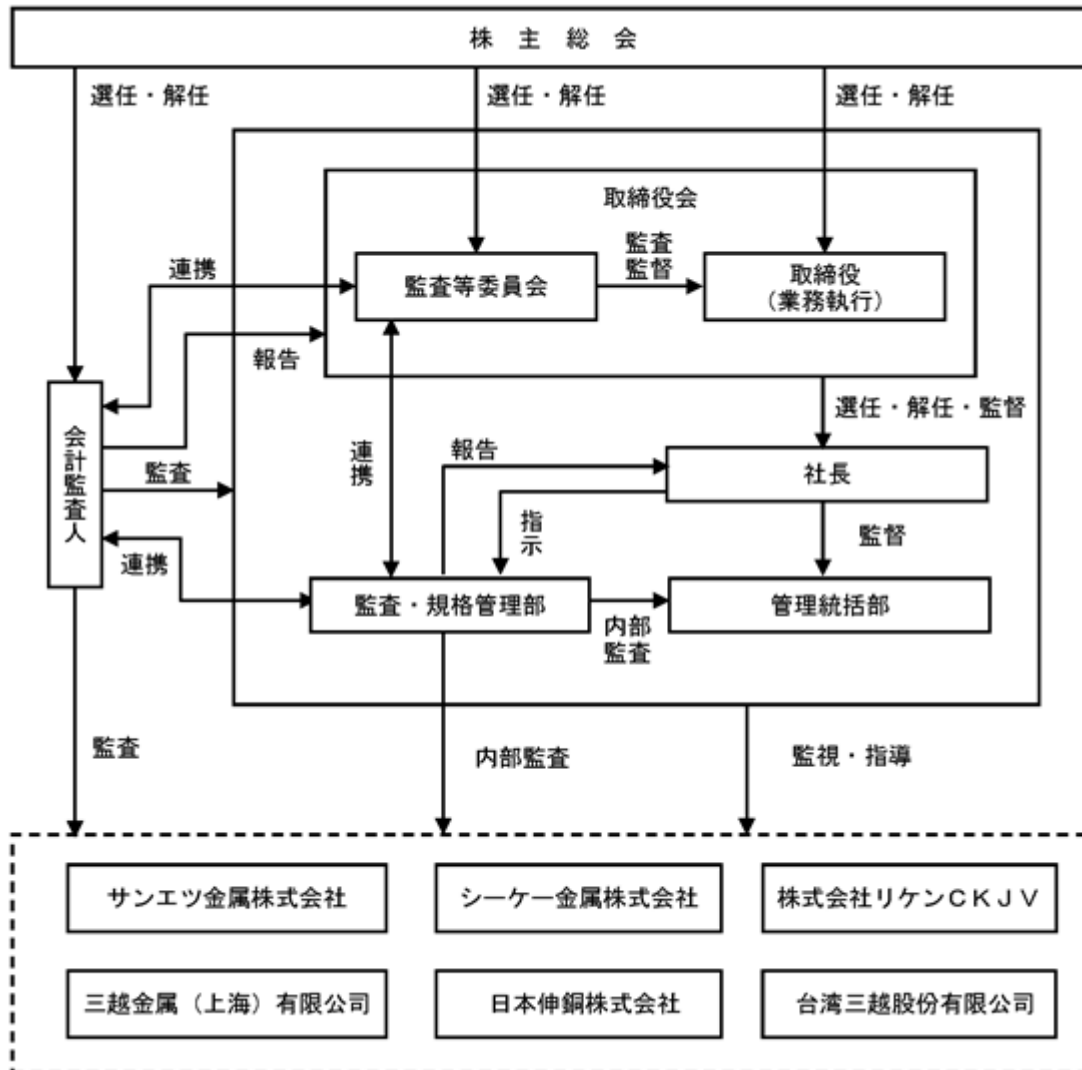 株 主 総 会
選任・解任
選任・解任
選任・解任
取締役会
監査
監督
連携
監査等委員会
取締役
(業務執行)
報告
選任・解任・監督
会計監査人
連携
報告
社長
監査
指示
監督
連携
監査・規格管理部
管理統括部
内部
監査
監査
内部監査
監視・指導
サンエツ金属株式会社
シーケー金属株式会社
株式会社リケンCKJV
三越金属(上海)有限公司
日本伸銅株式会社
台湾三越股份有限公司